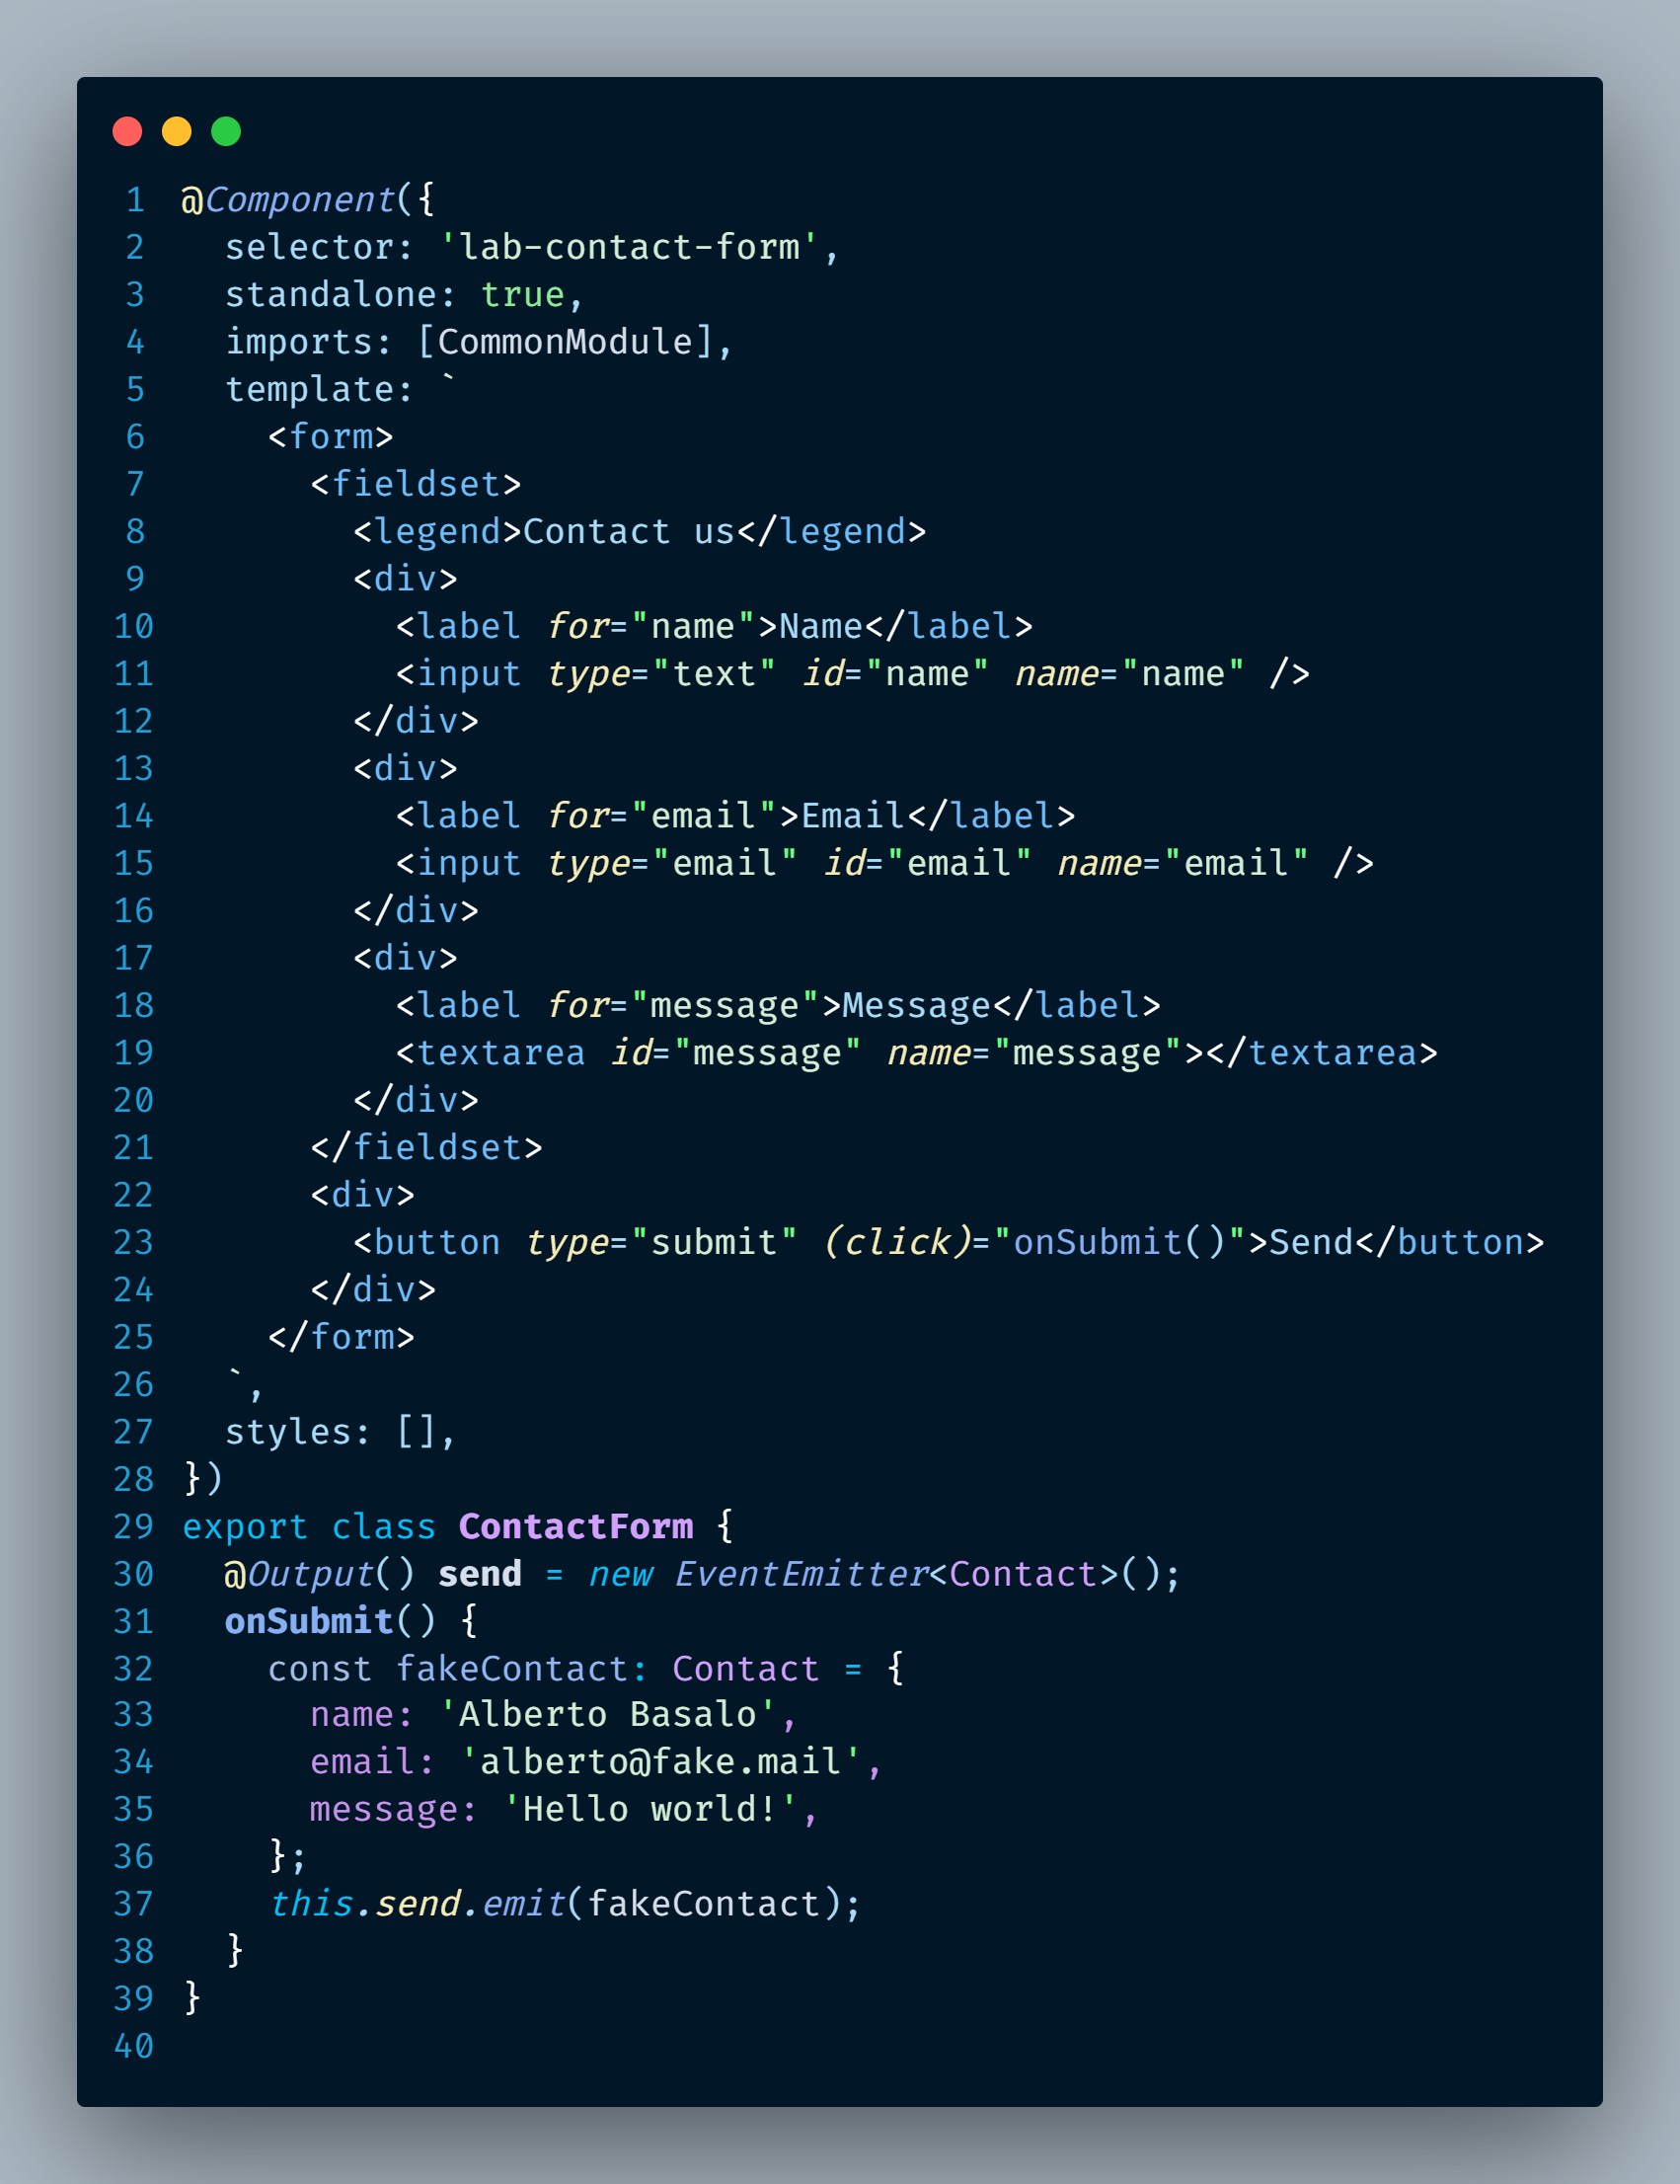 1 @Component({
2   selector: 'lab-contact-form',
3   standalone: true,
4   imports: [CommonModule],
5   template: `
6     <form>
7       <fieldset>
8         <legend>Contact us</legend>
9         <div>
10           <label for="name">Name</label>
11           <input type="text" id="name" name="name" />
12         </div>
13         <div>
14           <label for="email">Email</label>
15           <input type="email" id="email" name="email" />
16         </div>
17         <div>
18           <label for="message">Message</label>
19           <textarea id="message" name="message"></textarea>
20         </div>
21       </fieldset>
22       <div>
23         <button type="submit" (click)="onSubmit()">Send</button>
24       </div>
25     </form>
26   `,
27   styles: [],
28 })
29 export class ContactForm {
30   @Output() send = new EventEmitter<Contact>();
31   onSubmit() {
32     const fakeContact: Contact = {
33       name: 'Alberto Basalo',
34       email: 'alberto@fake.mail',
35       message: 'Hello world!',
36     };
37     this.send.emit(fakeContact);
38   }
39 }
40